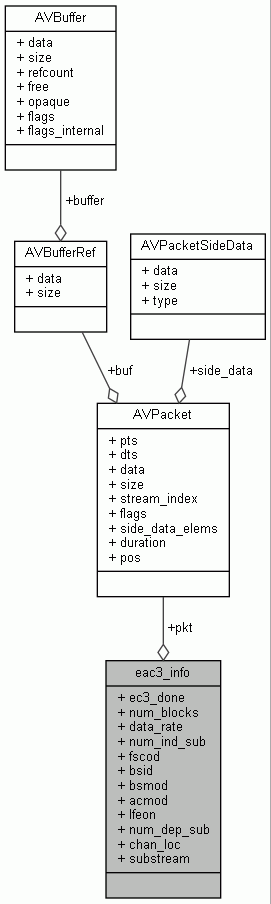 AVBuffer
+ data
+ size
+ refcount
+ free
+ opaque
+ flags
+ flags_internal
+buffer
AVBufferRef
+ data
+ size
AVPacketSideData
+ data
+ size
+ type
+buf
+side_data
AVPacket
+ pts
+ dts
+ data
+ size
+ stream_index
+ flags
+ side_data_elems
+ duration
+ pos
+pkt
eac3_info
+ ec3_done
+ num_blocks
+ data_rate
+ num_ind_sub
+ fscod
+ bsid
+ bsmod
+ acmod
+ lfeon
+ num_dep_sub
+ chan_loc
+ substream